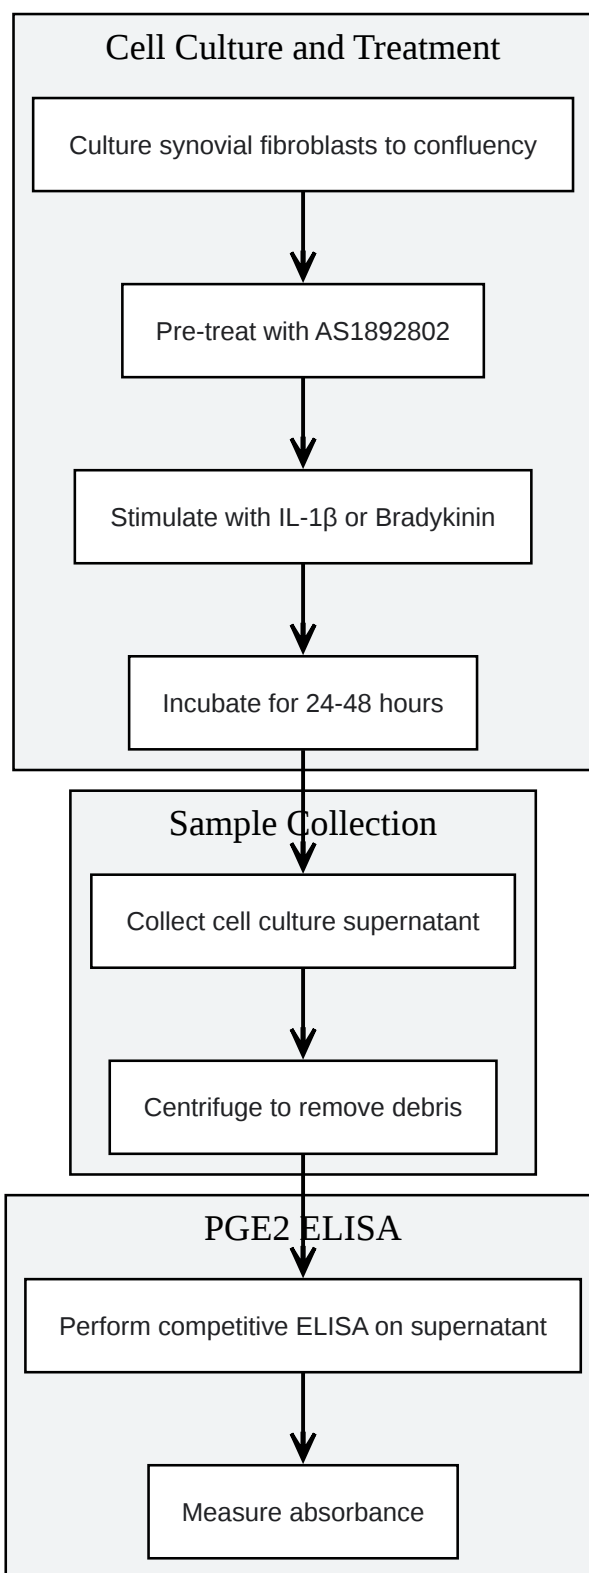 Cell Culture and Treatment
Culture synovial fibroblasts to confluency
Pre-treat with AS1892802
Stimulate with IL-1β or Bradykinin
Incubate for 24-48 hours
Sample Collection
Collect cell culture supernatant
Centrifuge to remove debris
PGE2 ELISA
Perform competitive ELISA on supernatant
Measure absorbance